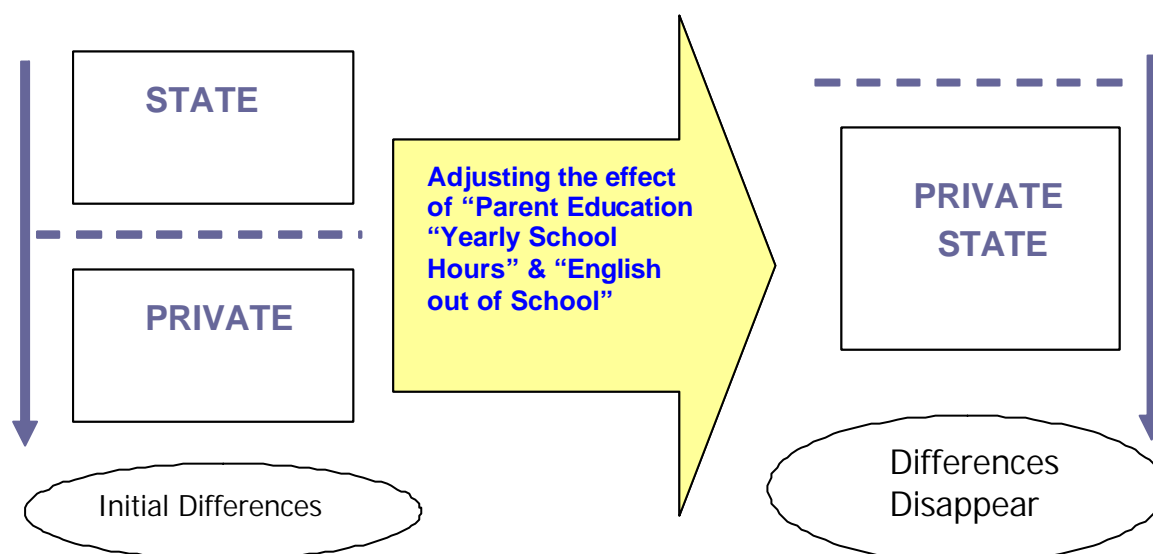 STATE
PRIVATE
Initial Differences
Adjusting the effect
of “Parent Education
“Yearly School
Hours” & “English
out of School”
PRIVATE
STATE
Differences
Disappear